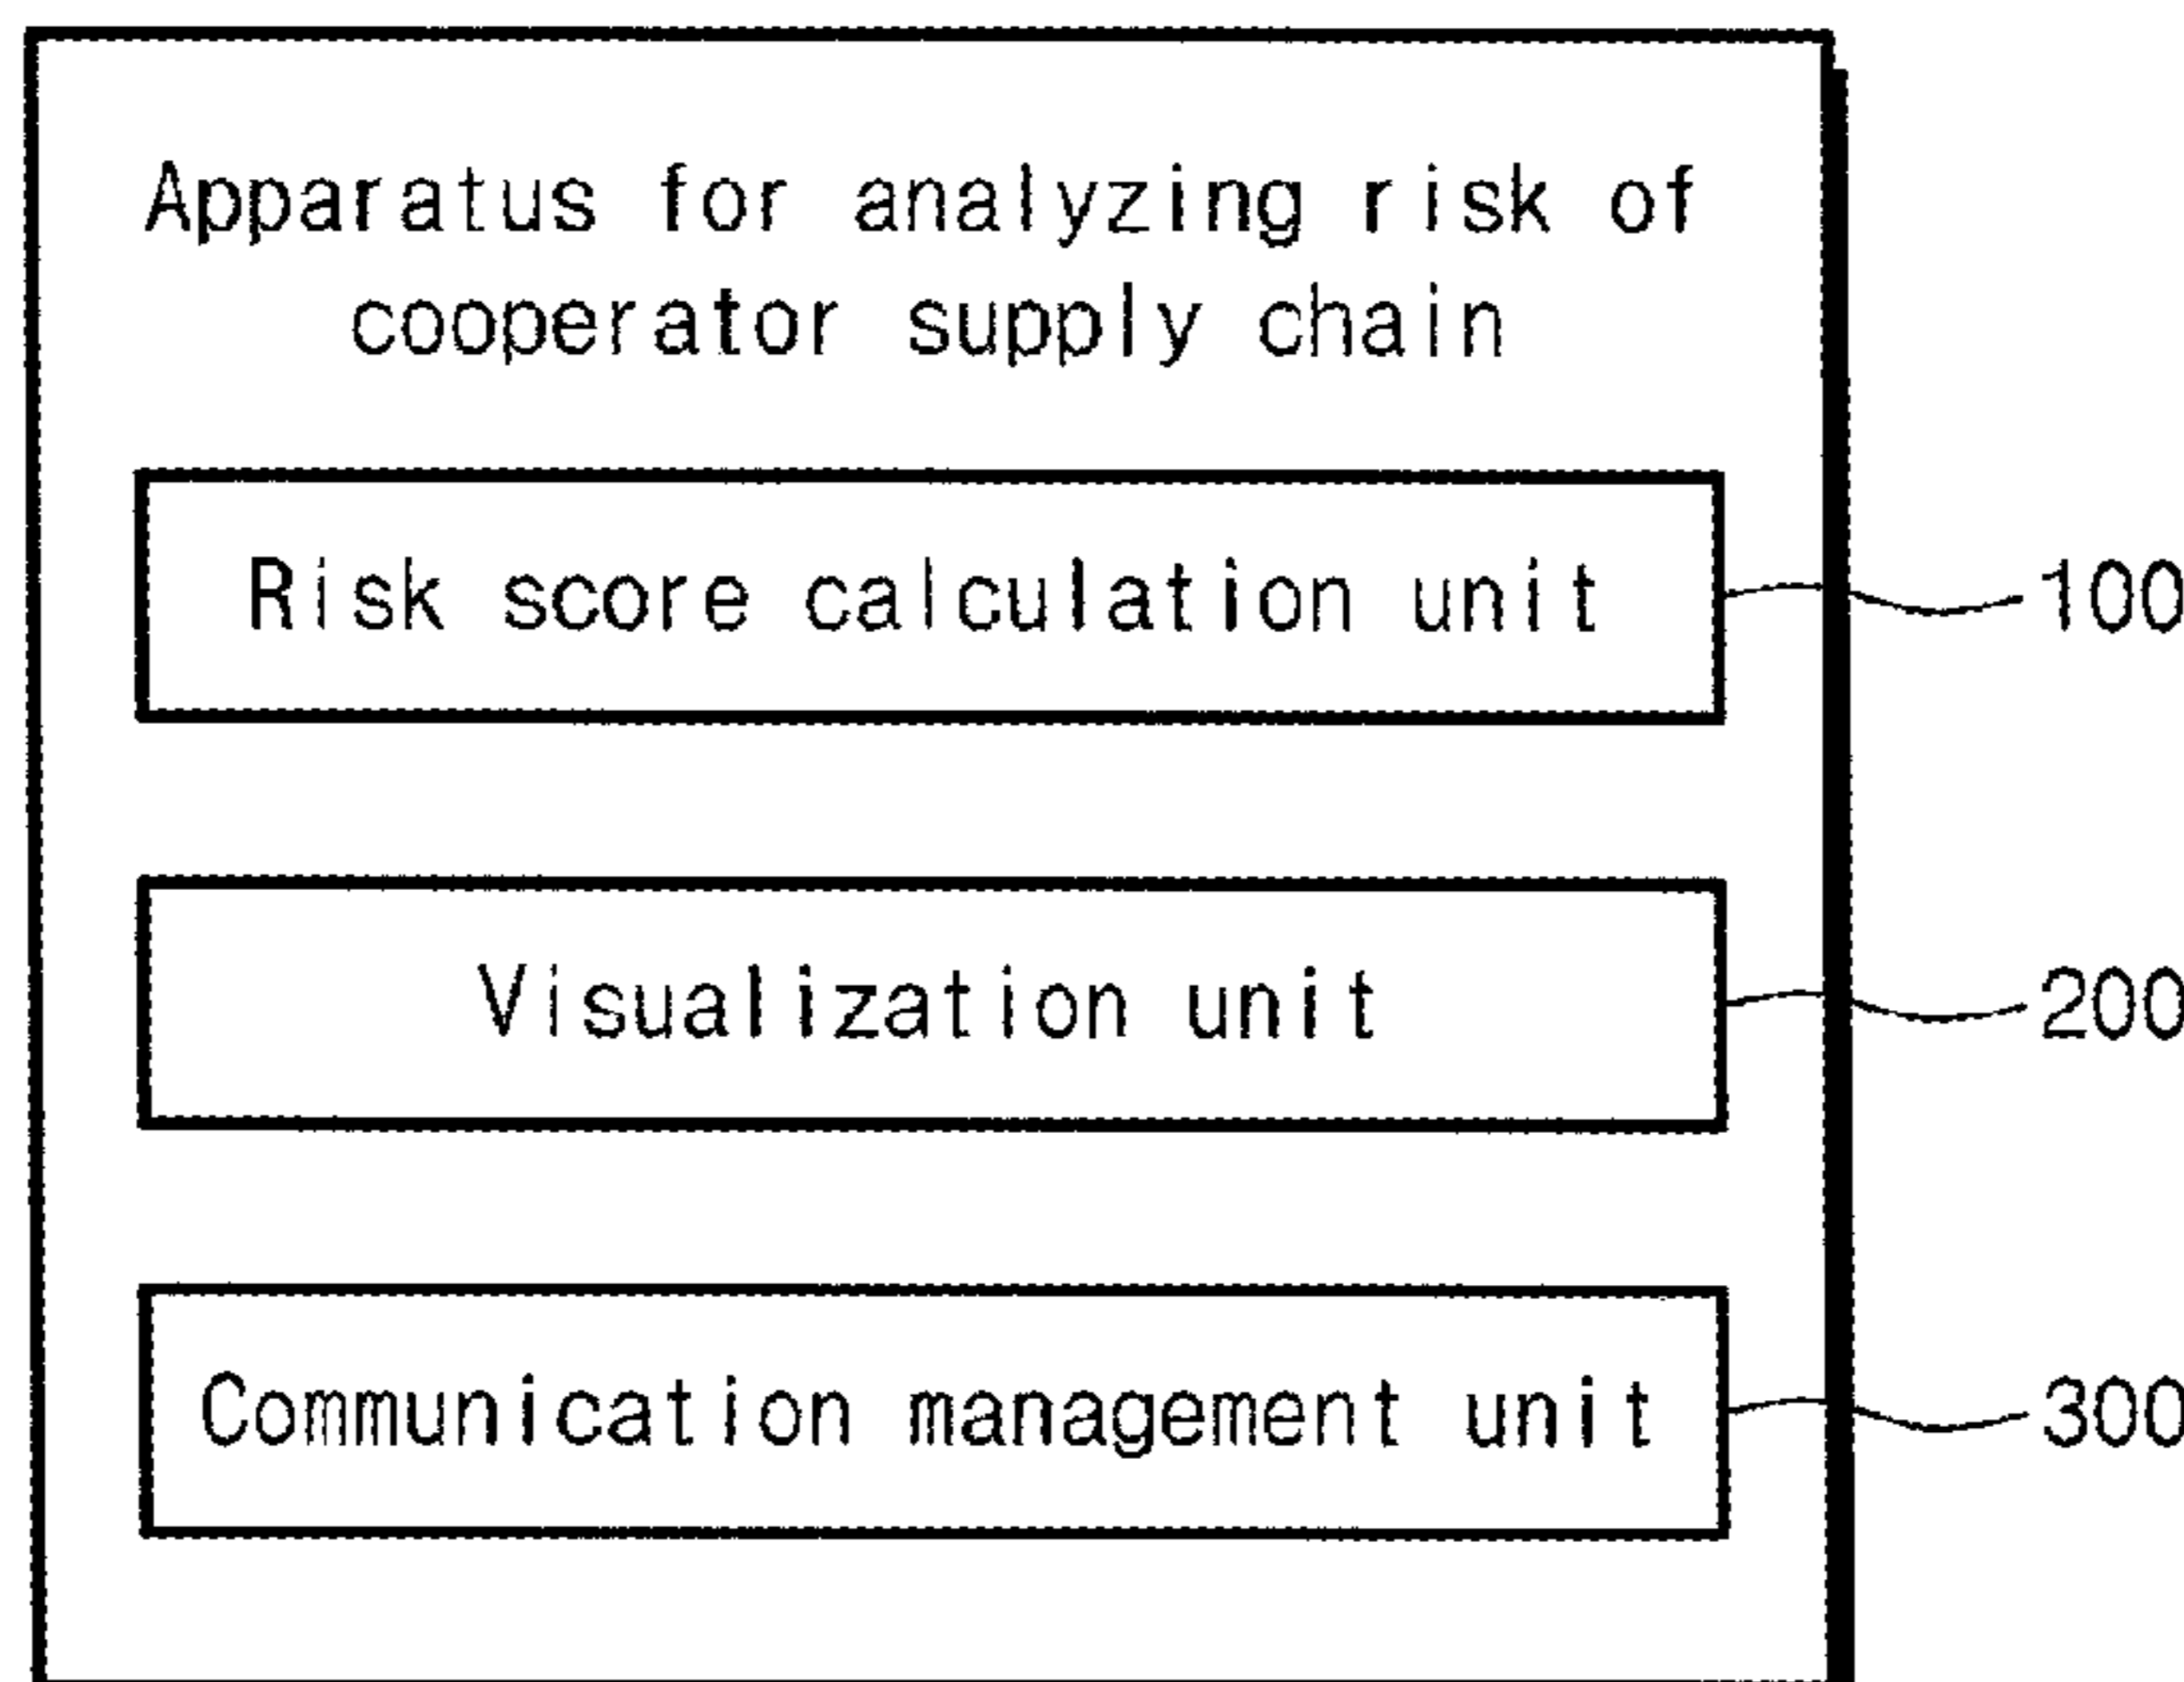 Apparatus for analyzing risk of
cooperator supply chain
Risk score calculation unit
100
Visualization unit
200
Communication management unit
300